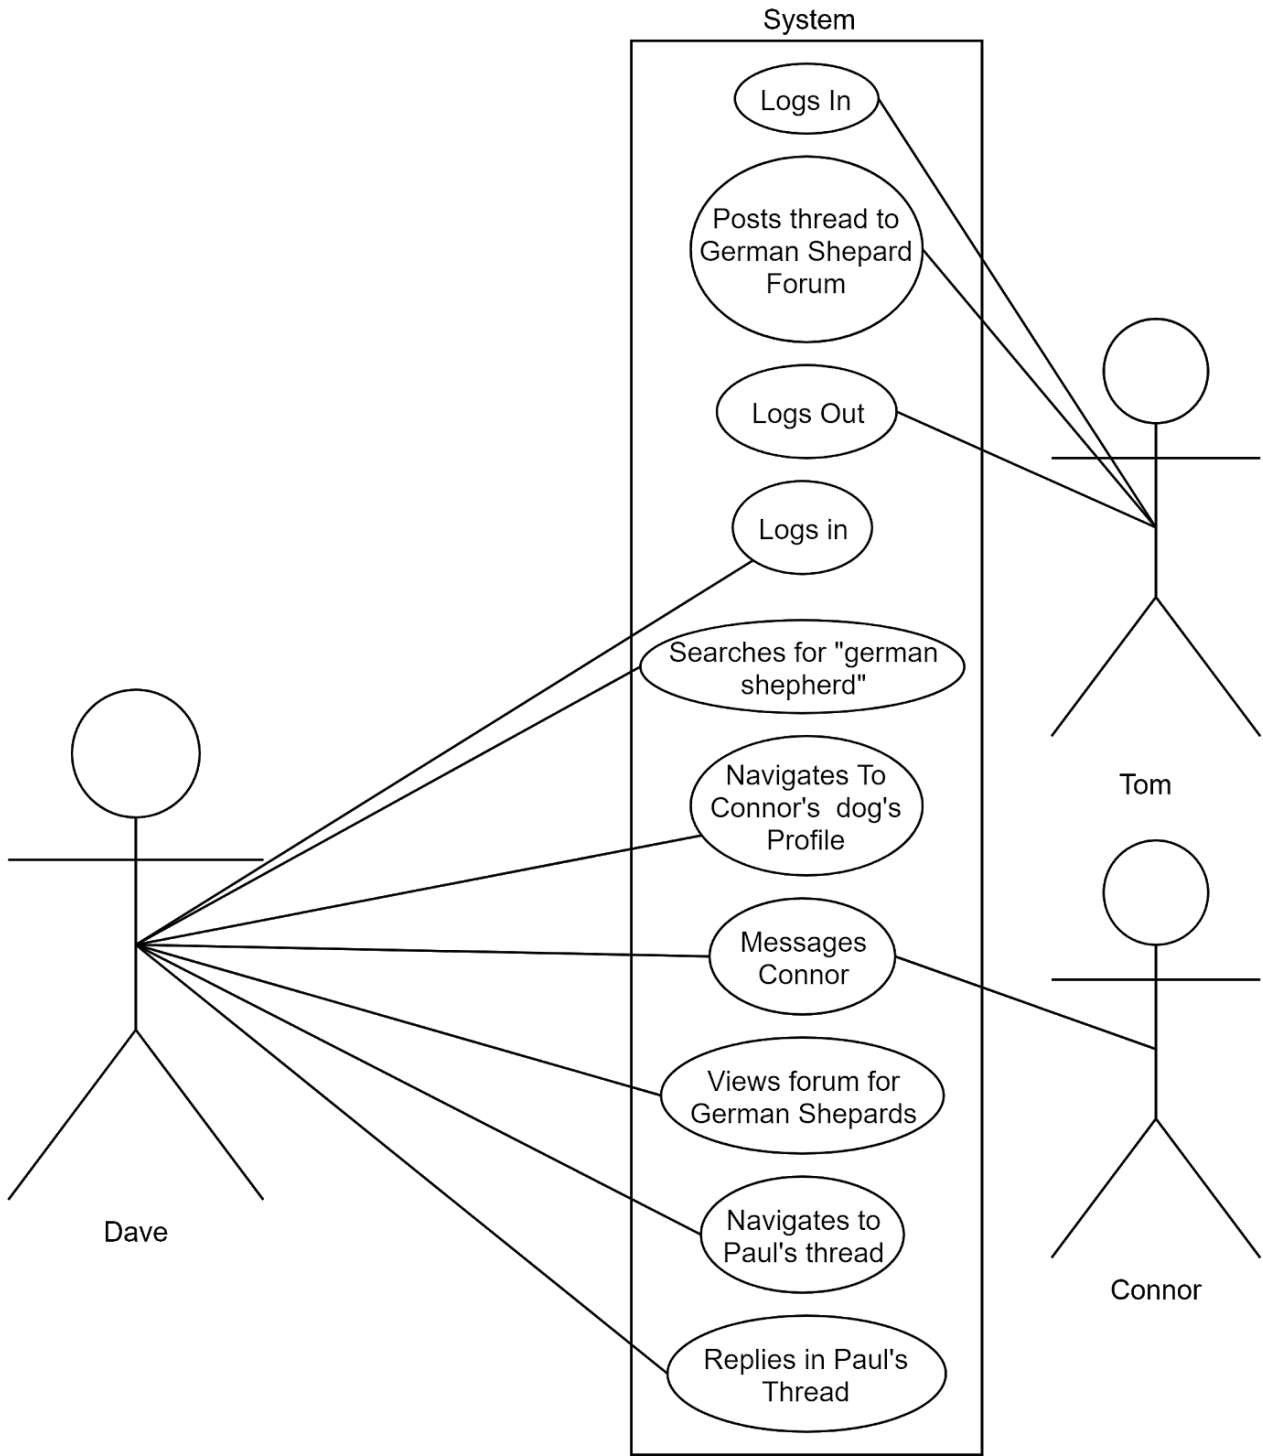 System
Logs In
Posts thread to
German Shepard
Forum
Logs Out
Logs in
Searches for "german
shepherd"
Navigates To
Connor's dog's
Profile
Messages
Connor
Views forum for
German Shepards
Navigates to
Paul's thread
Replies in Paul's
Thread
Dave
Tom
Connor